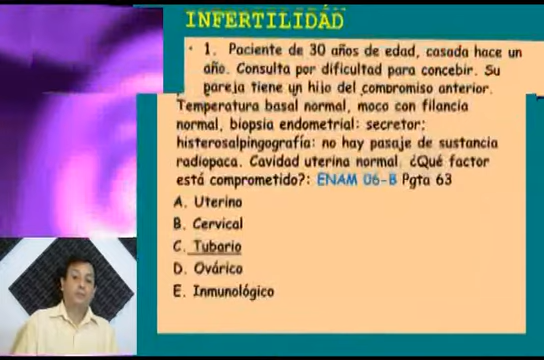 INFERTILIDAD
• 1. Paciente de 30 años de edad, casada hace un
año. Consulta por dificultad para concebir. Su
pareja tiene un hijo del compromiso anterior.
Temperatura basal normal, moco con filancia
normal, biopsia endometrial: secretor;
histerosalpingografía: no hay pasaje de sustancia
radiopaca. Cavidad uterina normal. ¿Qué factor
está comprometido?: ENAM 06-B Pgta 63
A. Uterino
B. Cervical
C. Tubario
D. Ovárico
E. Inmunológico